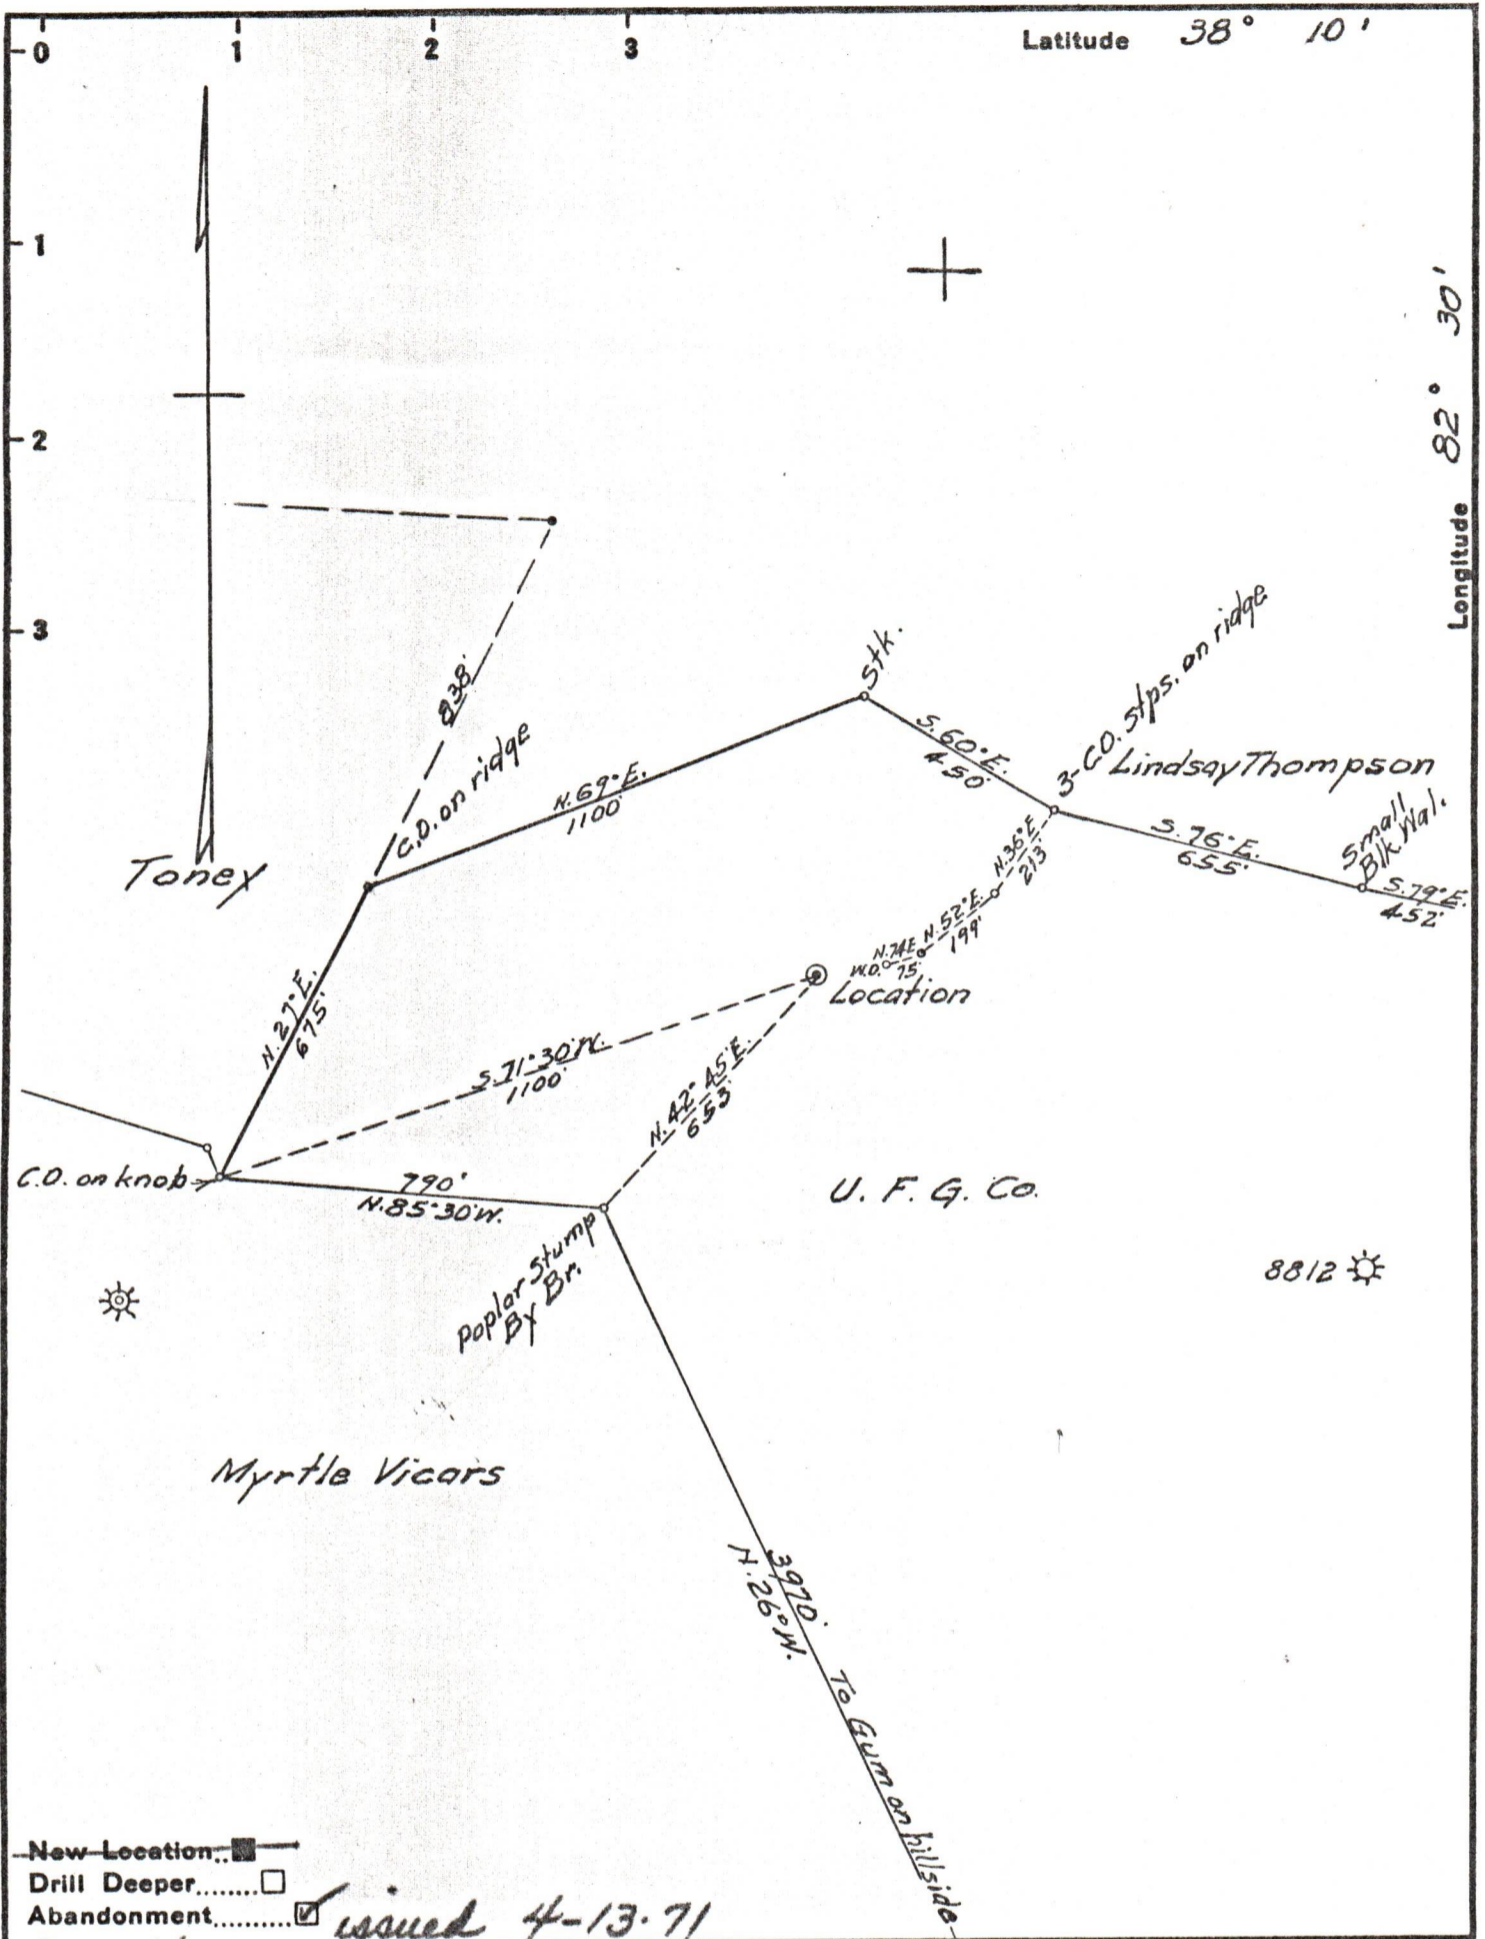 0 1 2 3
Latitude 38° 10'
1
2
3
Longitude 82° 30'
838'
Stk.
C.O. on ridge
N. 69° E.
1100'
S. 60° E.
450'
3-C.O. Stps. on ridge
Lindsay Thompson
S. 76° E.
655'
Small
Blk. Wal.
S. 79° E.
452'
Toney
N. 36° E.
213'
N. 52° E.
199'
N. 74 E.
75'
W.O.
Location
N. 27° E.
675'
S. 71° 30' W.
1100'
N. 42° 45' E.
653'
C.O. on knob
790'
N. 85° 30' W.
U. F. G. Co.
poplar Stump
By Br.
8812
Myrtle Vicars
3970'
N. 26° W.
To Gum on hillside
New Location..
Drill Deeper........
Abandonment.......... issued 4-13-71